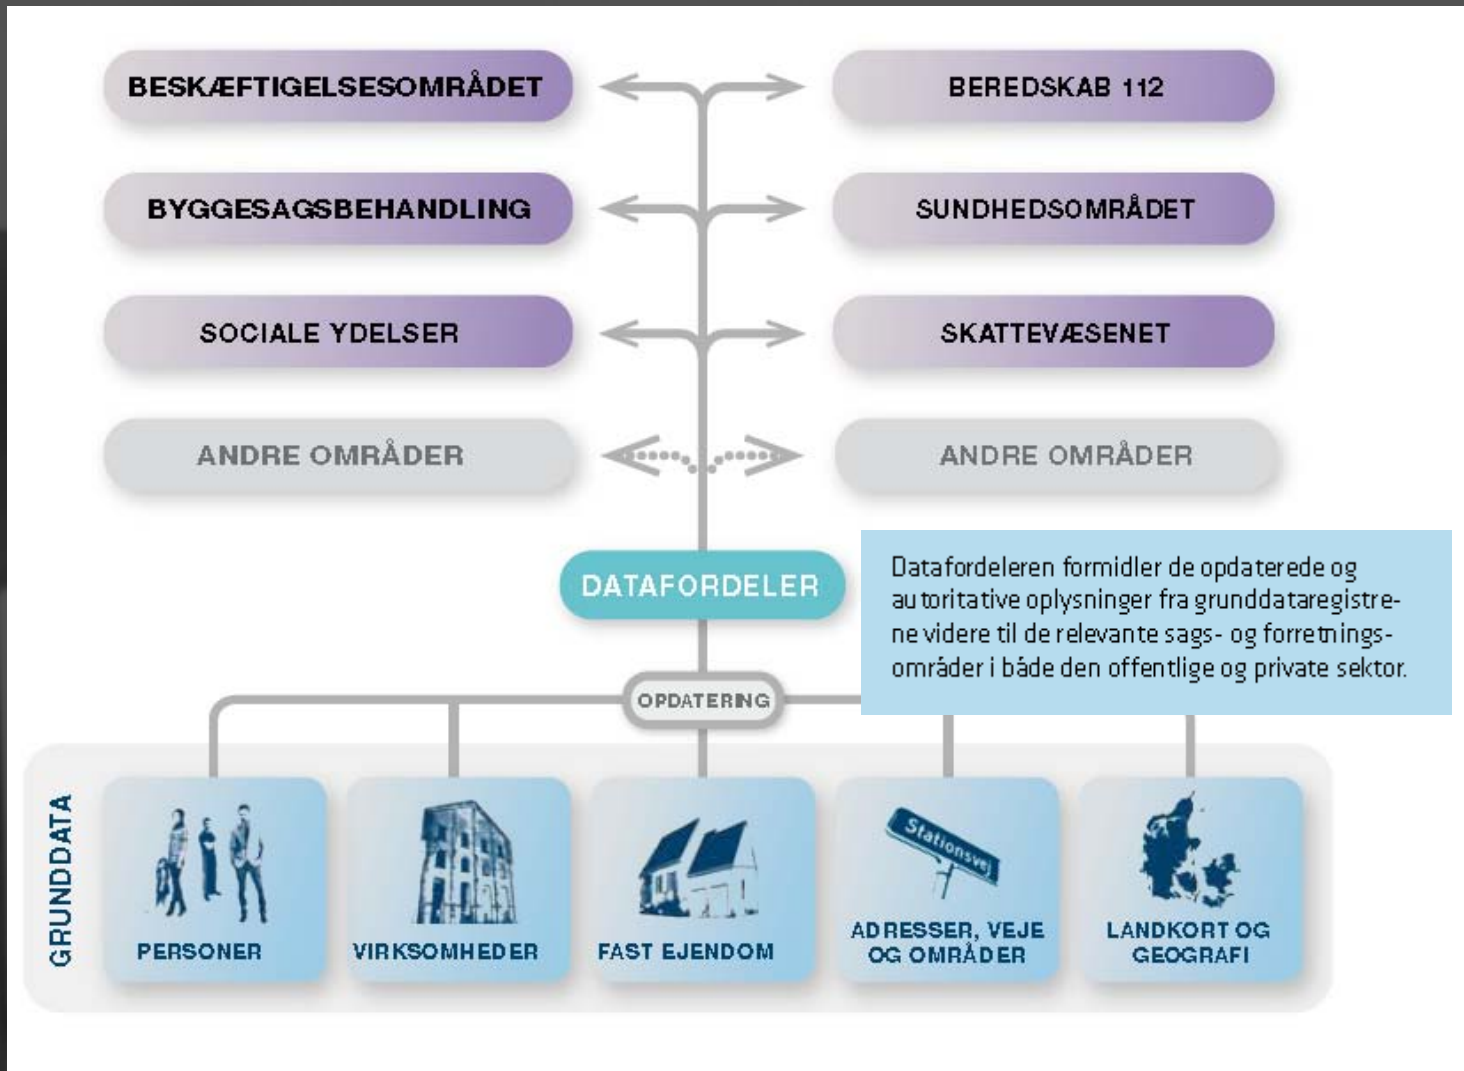 BESKÆFTIGELSESOMRÅDET
BEREDSKAB 112
BYGGESAGSBEHANDLING
SUNDHEDSOMRÅDET
SOCIALE YDELSER
SKATTEVÆSENET
ANDRE OMRÅDER
ANDRE OMRÅDER
DATAFORDELER
Datafordeleren formidler de opdaterede og
autoritative oplysninger fra grunddataregistre-
ne videre til de relevante sags- og forretnings-
områder i både den offentlige og private sektor.
OPDATERING
GRUNDDATA
PERSONER
VIRKSOMHEDER
FAST EJENDOM
Stationsvej
ADRESSER, VEJE
OG OMRÅDER
LANDKORT OG
GEOGRAFI